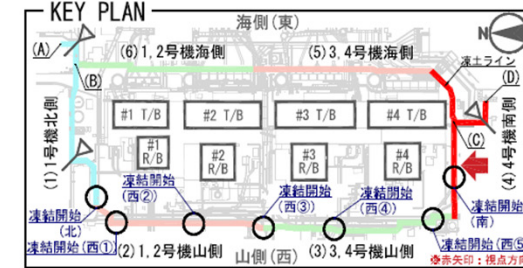 KEY PLAN
海側(東)
N
(A)
(6)1,2号機海側
(5)3,4号機海側
凍土ライン
(B)
(D)
#1 T/B
#2 T/B
#3 T/B
#4 T/B
(1)1号機北側
#1
R/B
#2
R/B
#3
R/B
#4
R/B
(C)
(4)4号機南側
凍結開始
(西②)
凍結開始
(西③)
凍結開始
(西④)
凍結開始
(南)
凍結開始
(北)
凍結開始(西①)
(2)1,2号機山側
山側(西)
(3)3,4号機山側
凍結開始(西⑤
※赤矢印:視点方向